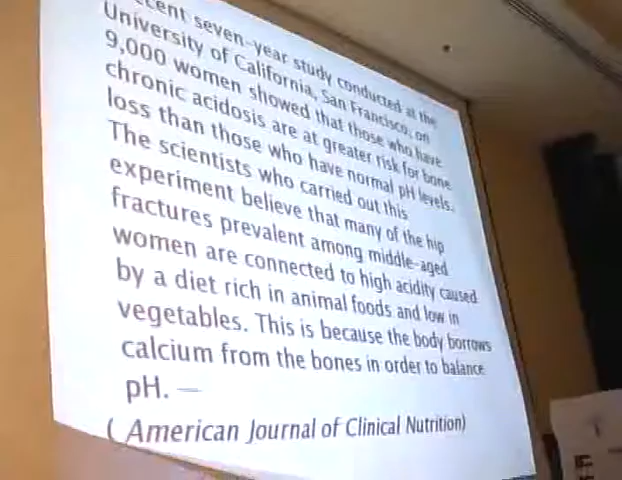 cent seven-year study conducted at the
University of California, San Francisco, on
9,000 women showed that those who have
chronic acidosis are at greater risk for bone
loss than those who have normal pH levels.
The scientists who carried out this
experiment believe that many of the hip
fractures prevalent among middle-aged
women are connected to high acidity caused
by a diet rich in animal foods and low in
vegetables. This is because the body borrows
calcium from the bones in order to balance
pH. —
( American Journal of Clinical Nutrition)